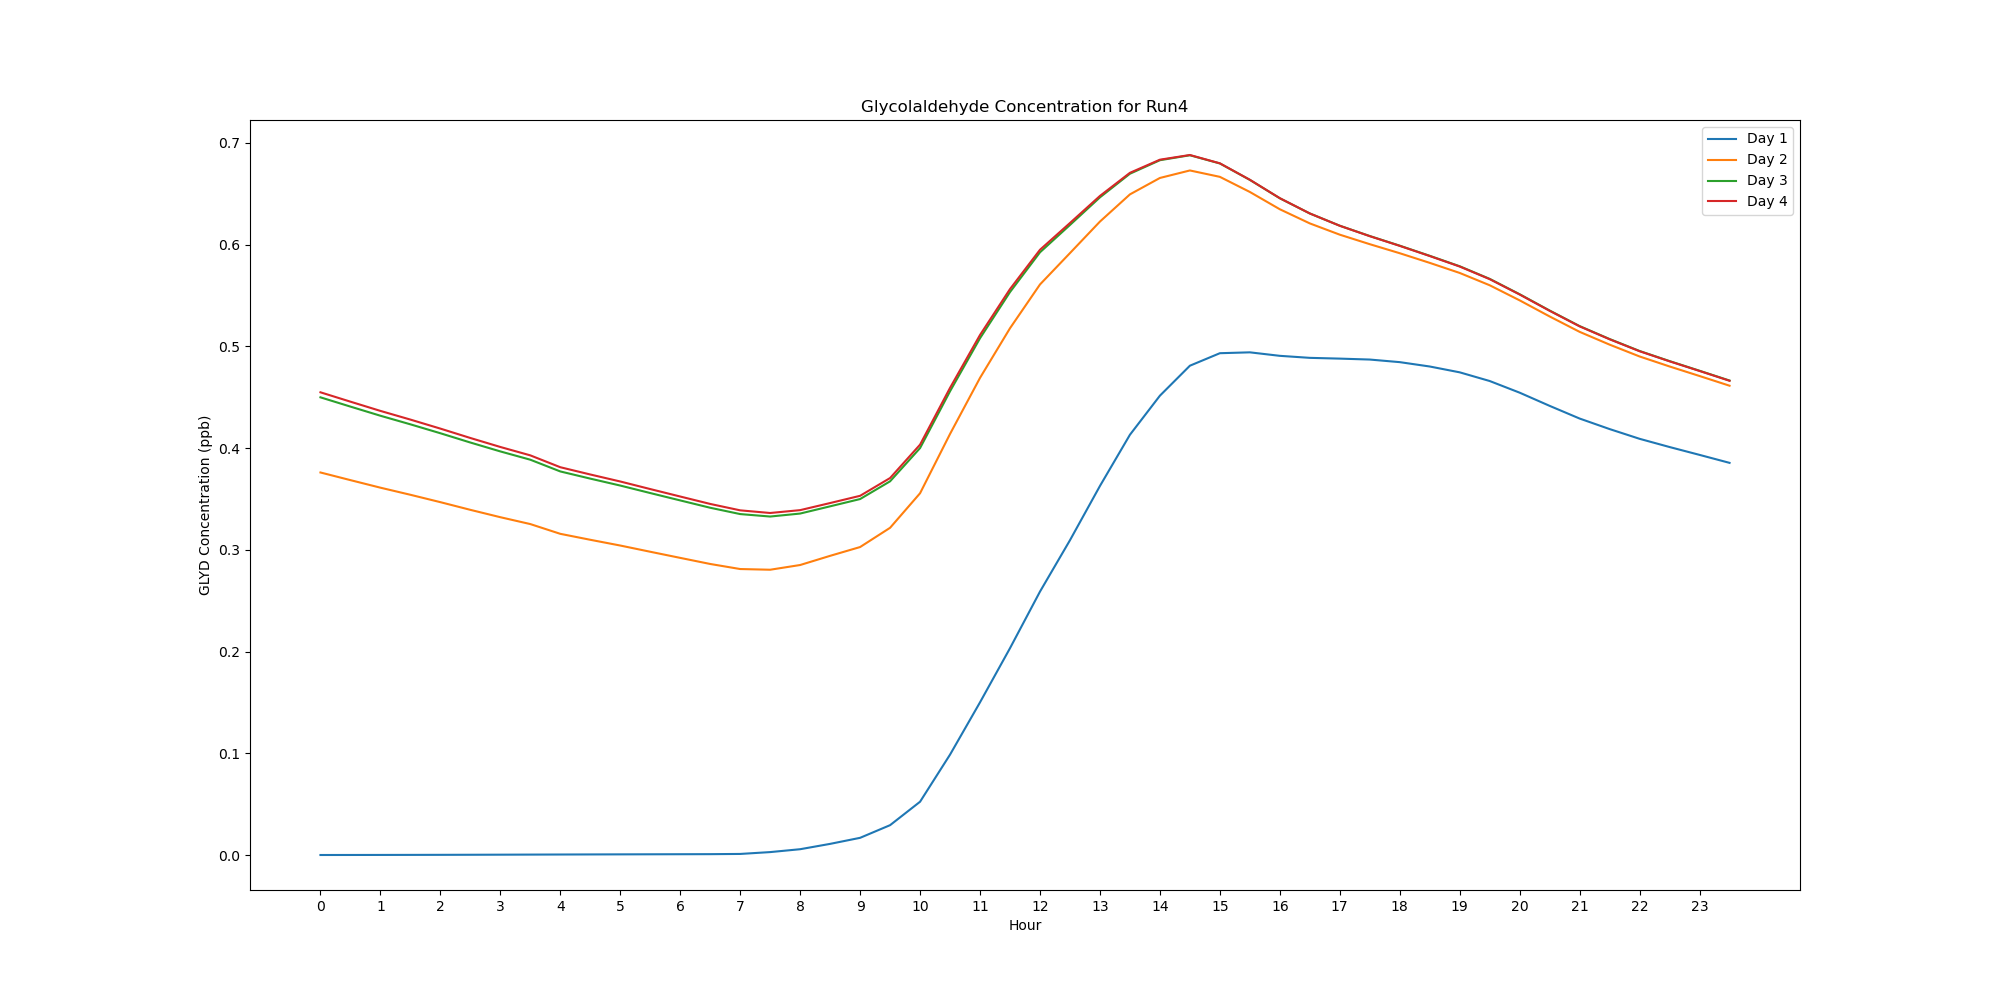 Glycolaldehyde Concentration for Run4
Day 1
Day 2
Day 3
Day 4
GLYD Concentration (ppb)
0.7
0.6
0.5
0.4
0.3
0.2
0.1
0.0
0 1 2 3 4 5 6 7 8 9 10 11 12 13 14 15 16 17 18 19 20 21 22 23
Hour